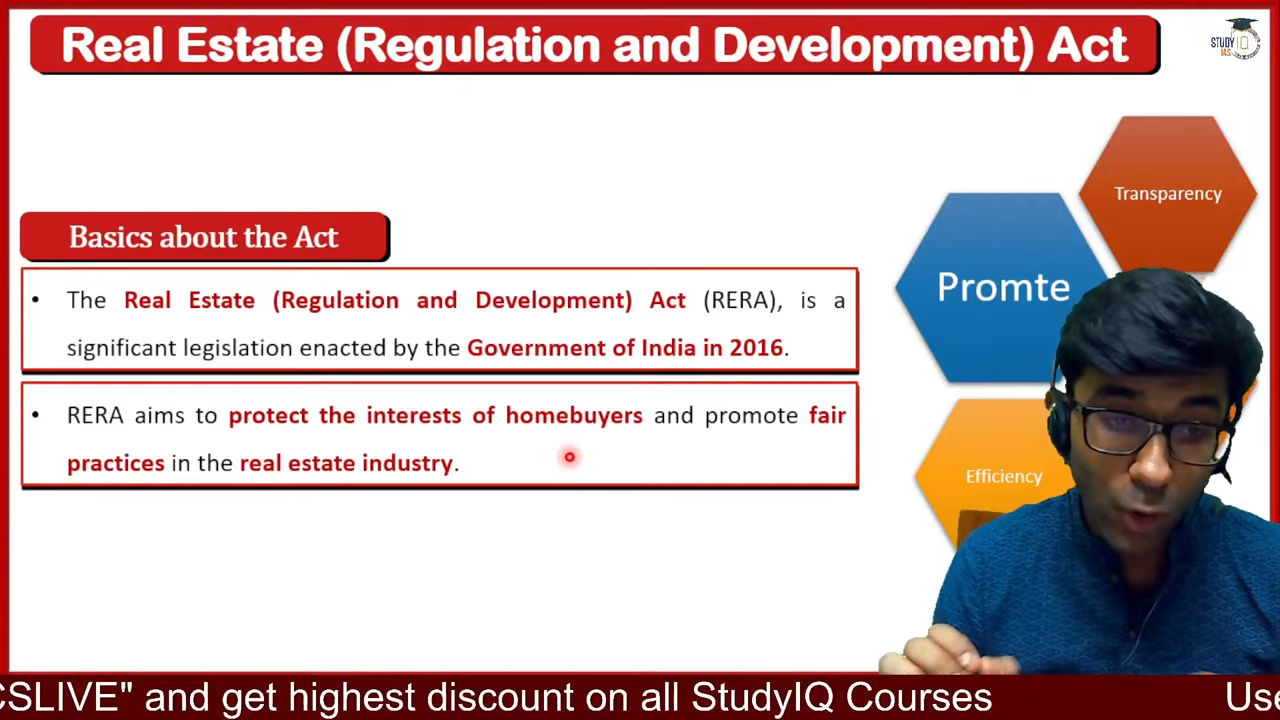 Real Estate (Regulation and Development) Act
STUDY IQ
IAS
Transparency
Promte
Efficiency
Basics about the Act
• The Real Estate (Regulation and Development) Act (RERA), is a
significant legislation enacted by the Government of India in 2016.
• RERA aims to protect the interests of homebuyers and promote fair
practices in the real estate industry.
CSLIVE" and get highest discount on all StudyIQ Courses
Use